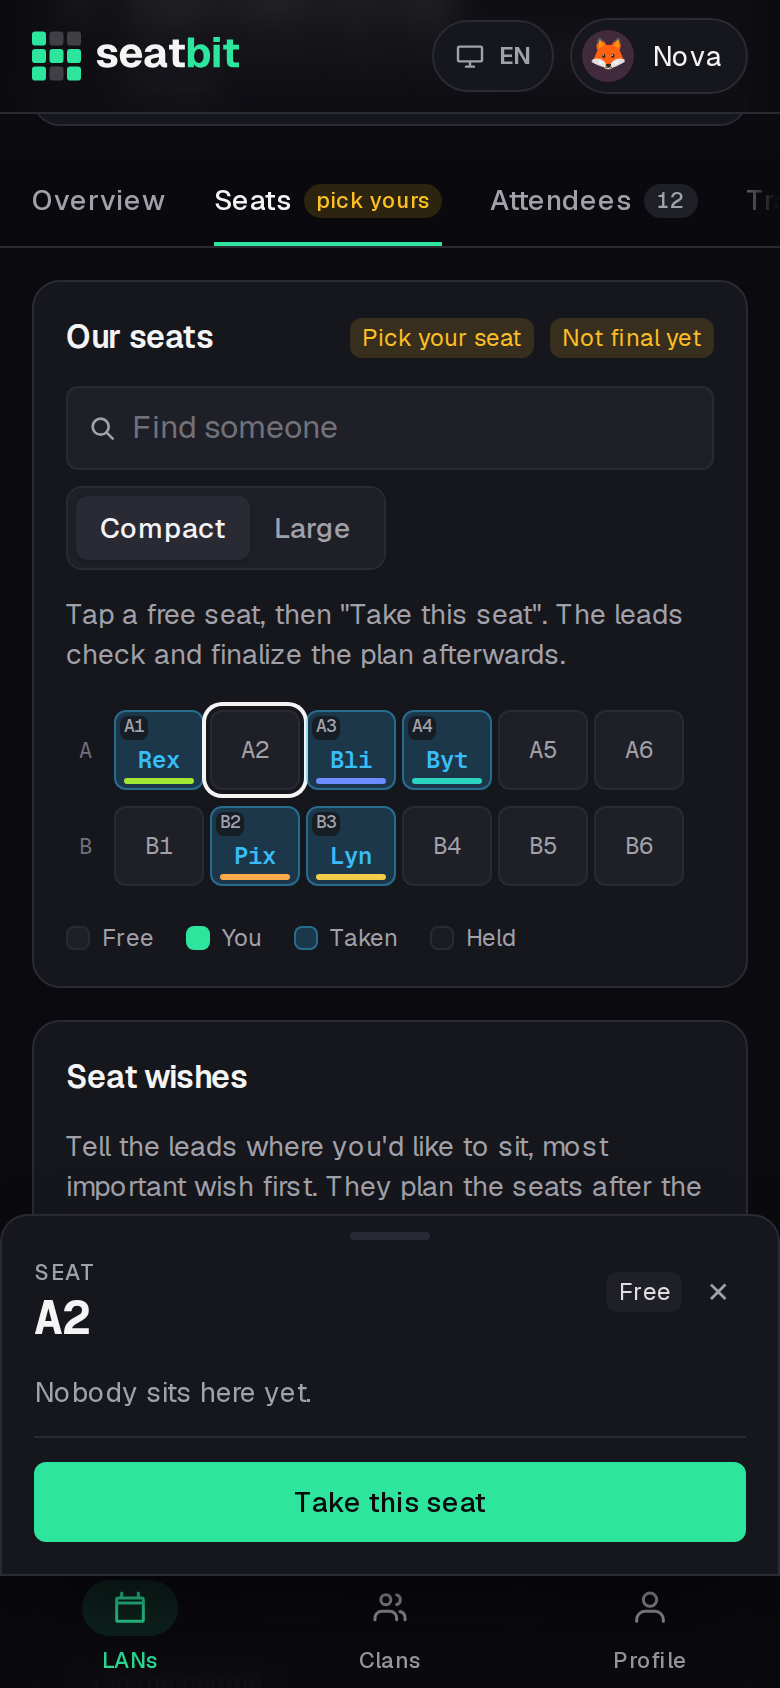 seatbit
EN
Nova
Overview
Seats pick yours
Attendees 12
Our seats
Pick your seat
Not final yet
Find someone
Compact
Large
Tap a free seat, then "Take this seat". The leads
check and finalize the plan afterwards.
A
A1 Rex
A2
A3 Bli
A4 Byt
A5
A6
B
B1
B2 Pix
B3 Lyn
B4
B5
B6
Free
You
Taken
Held
Seat wishes
Tell the leads where you'd like to sit, most
important wish first. They plan the seats after the
SEAT
A2
Free
Nobody sits here yet.
Take this seat
LANs
Clans
Profile